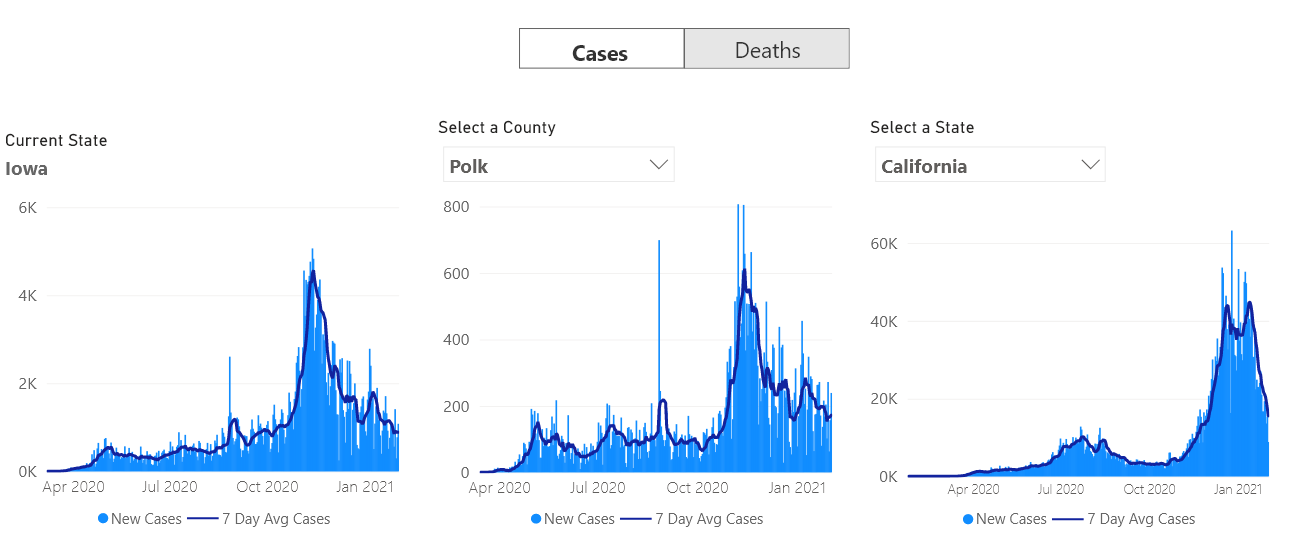 Cases
Deaths
Current State
Iowa
6K
4K
2K
0K
Apr 2020
Jul 2020
Oct 2020
Jan 2021
New Cases
7 Day Avg Cases
Select a County
Polk
800
600
400
200
0
Apr 2020
Jul 2020
Oct 2020
Jan 2021
New Cases
7 Day Avg Cases
Select a State
California
60K
40K
20K
0K
Apr 2020
Jul 2020
Oct 2020
Jan 2021
New Cases
7 Day Avg Cases